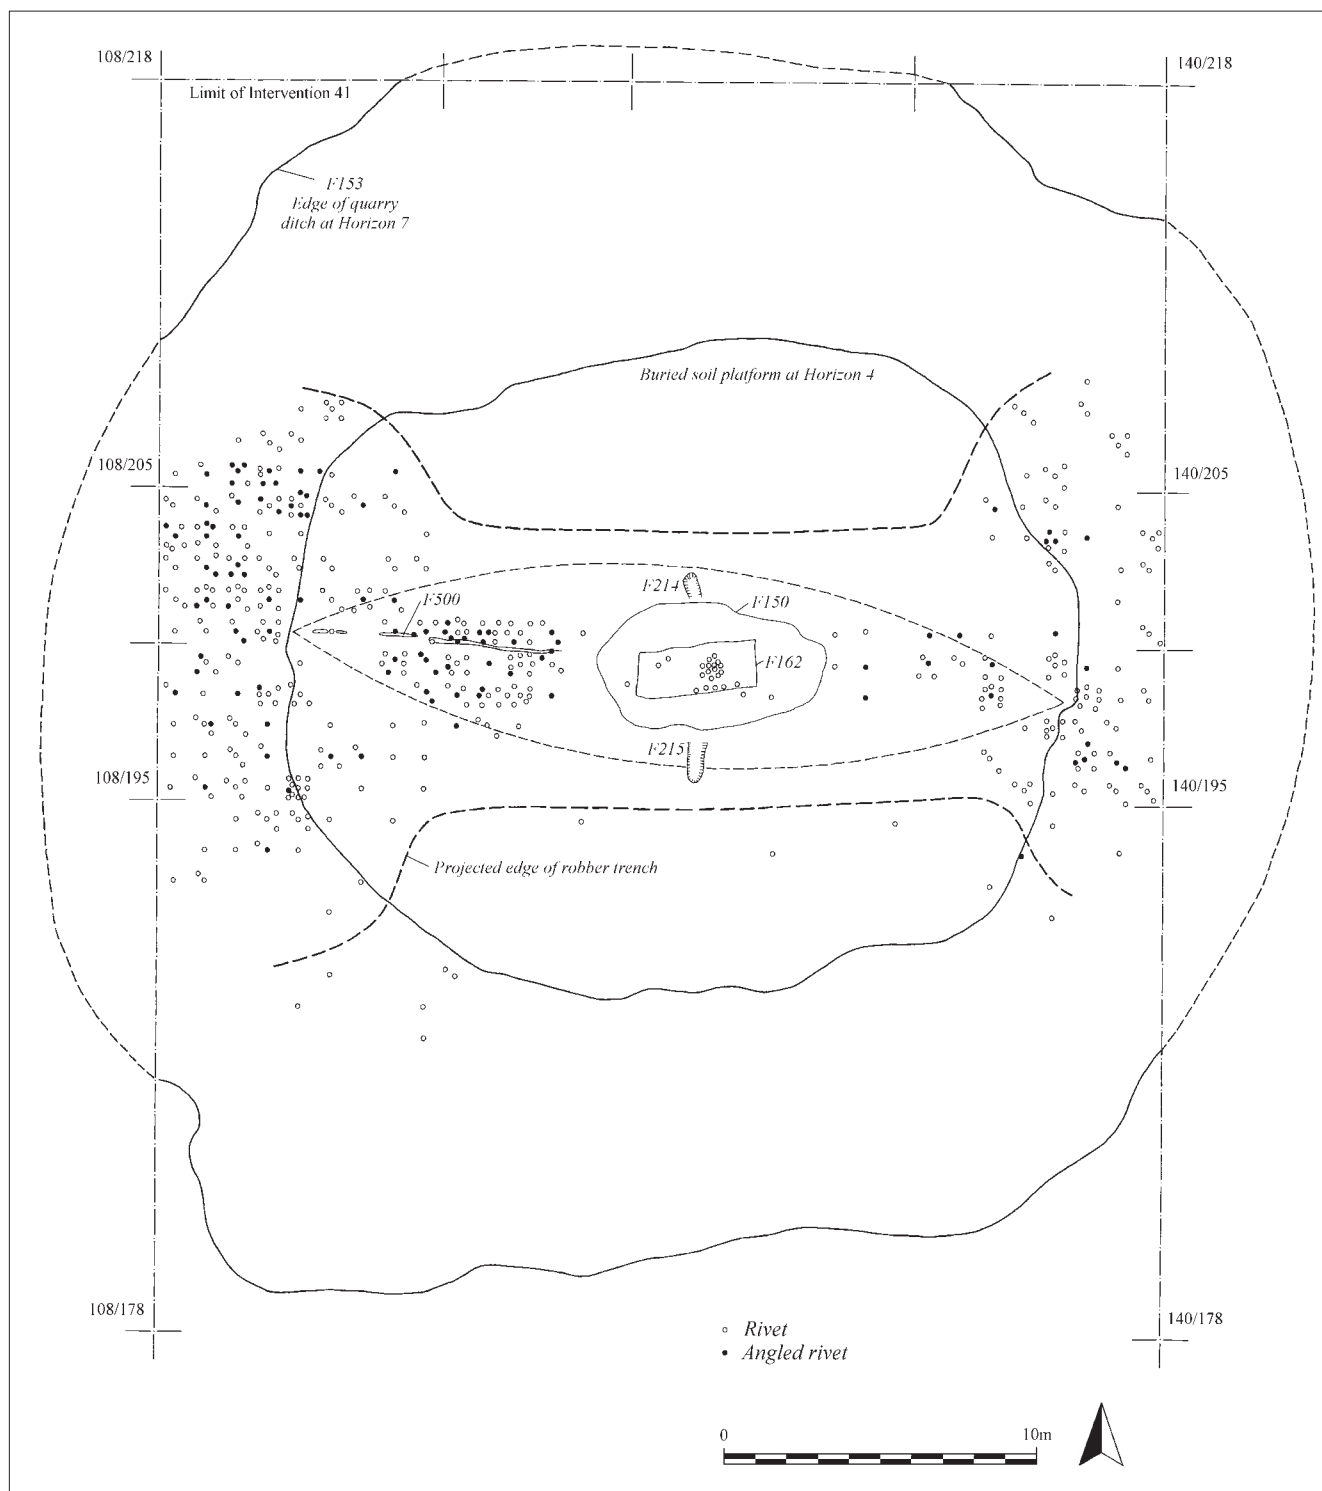 108/218
140/218
Limit of Intervention 41
F153
Edge of quarry
ditch at Horizon 7
Buried soil platform at Horizon 4
108/205
140/205
F214
F150
F500
F162
F215
108/195
140/195
Projected edge of robber trench
108/178
140/178
Rivet
Angled rivet
0
10m